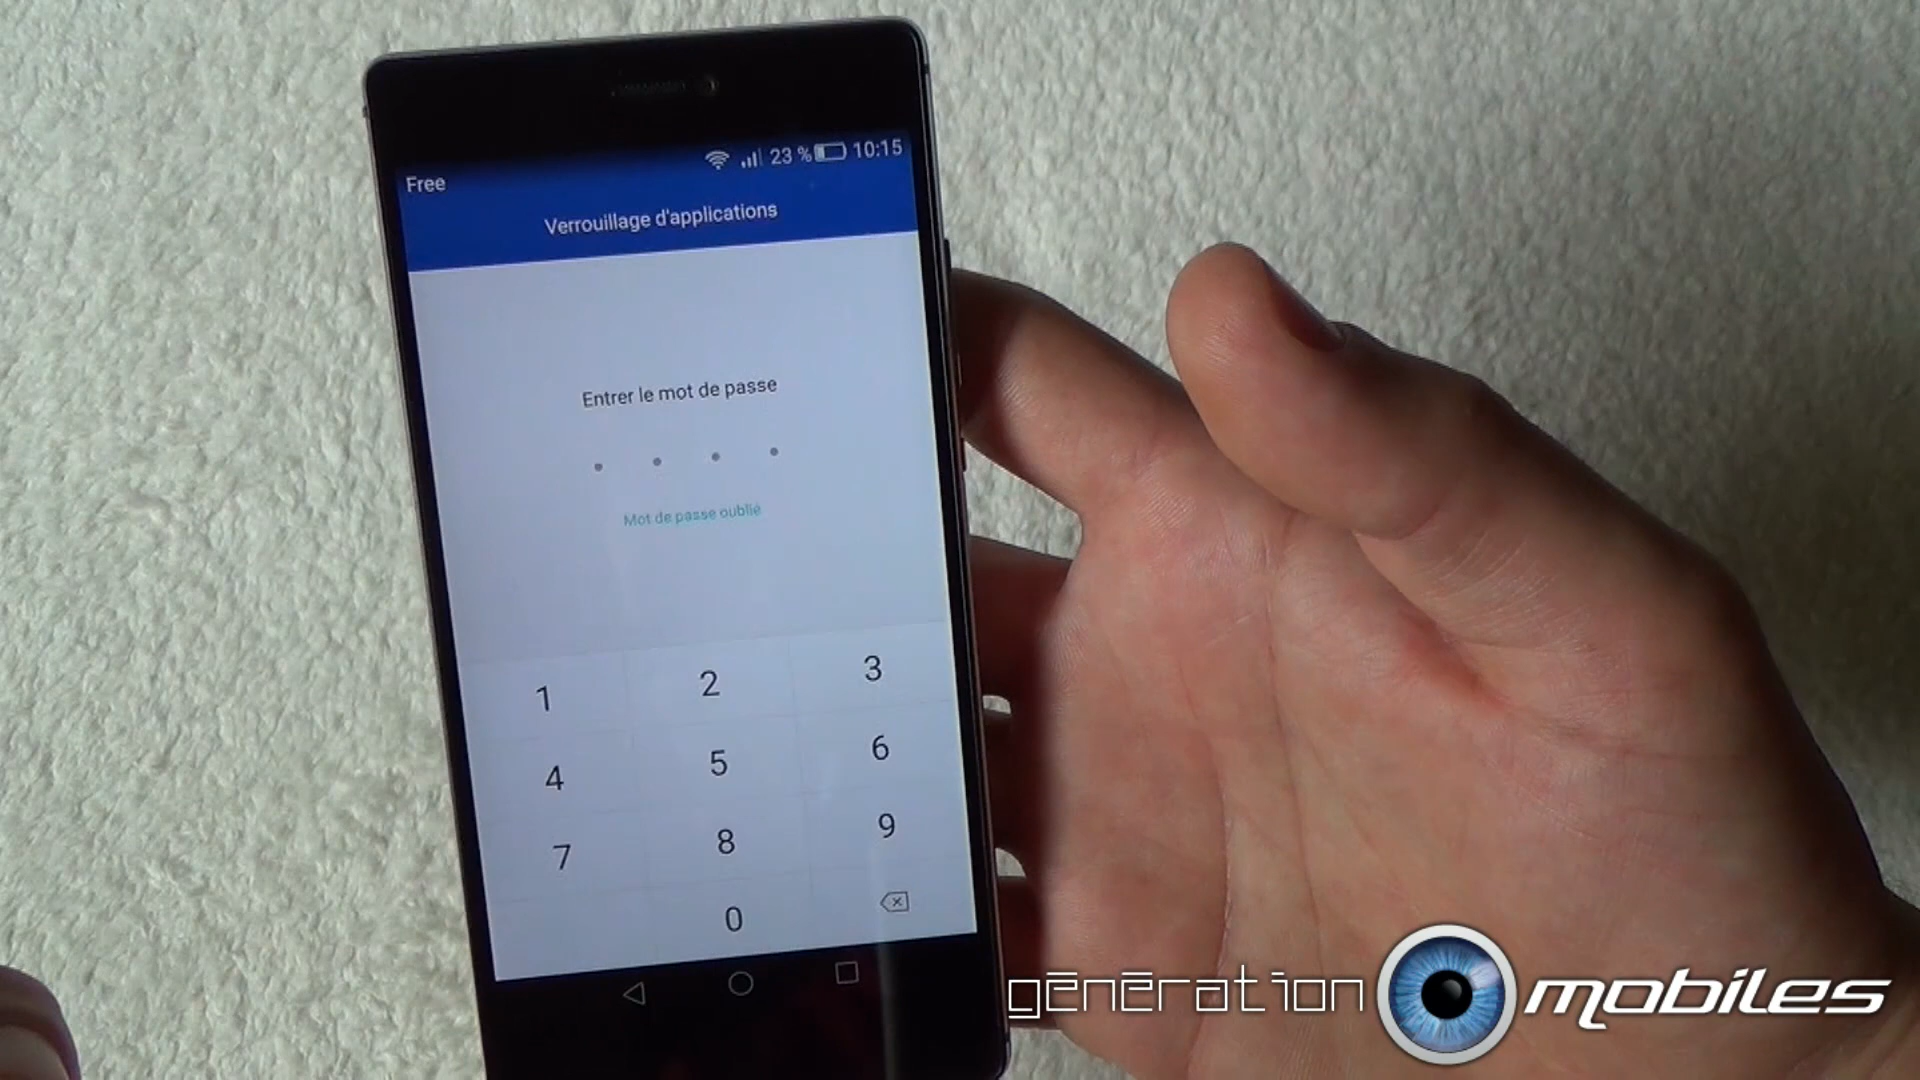 23 % 10:15
Free
Verrouillage d'applications
Entrer le mot de passe
Mot de passe oublié
1 2 3
4 5 6
7 8 9
0
génération mobiles